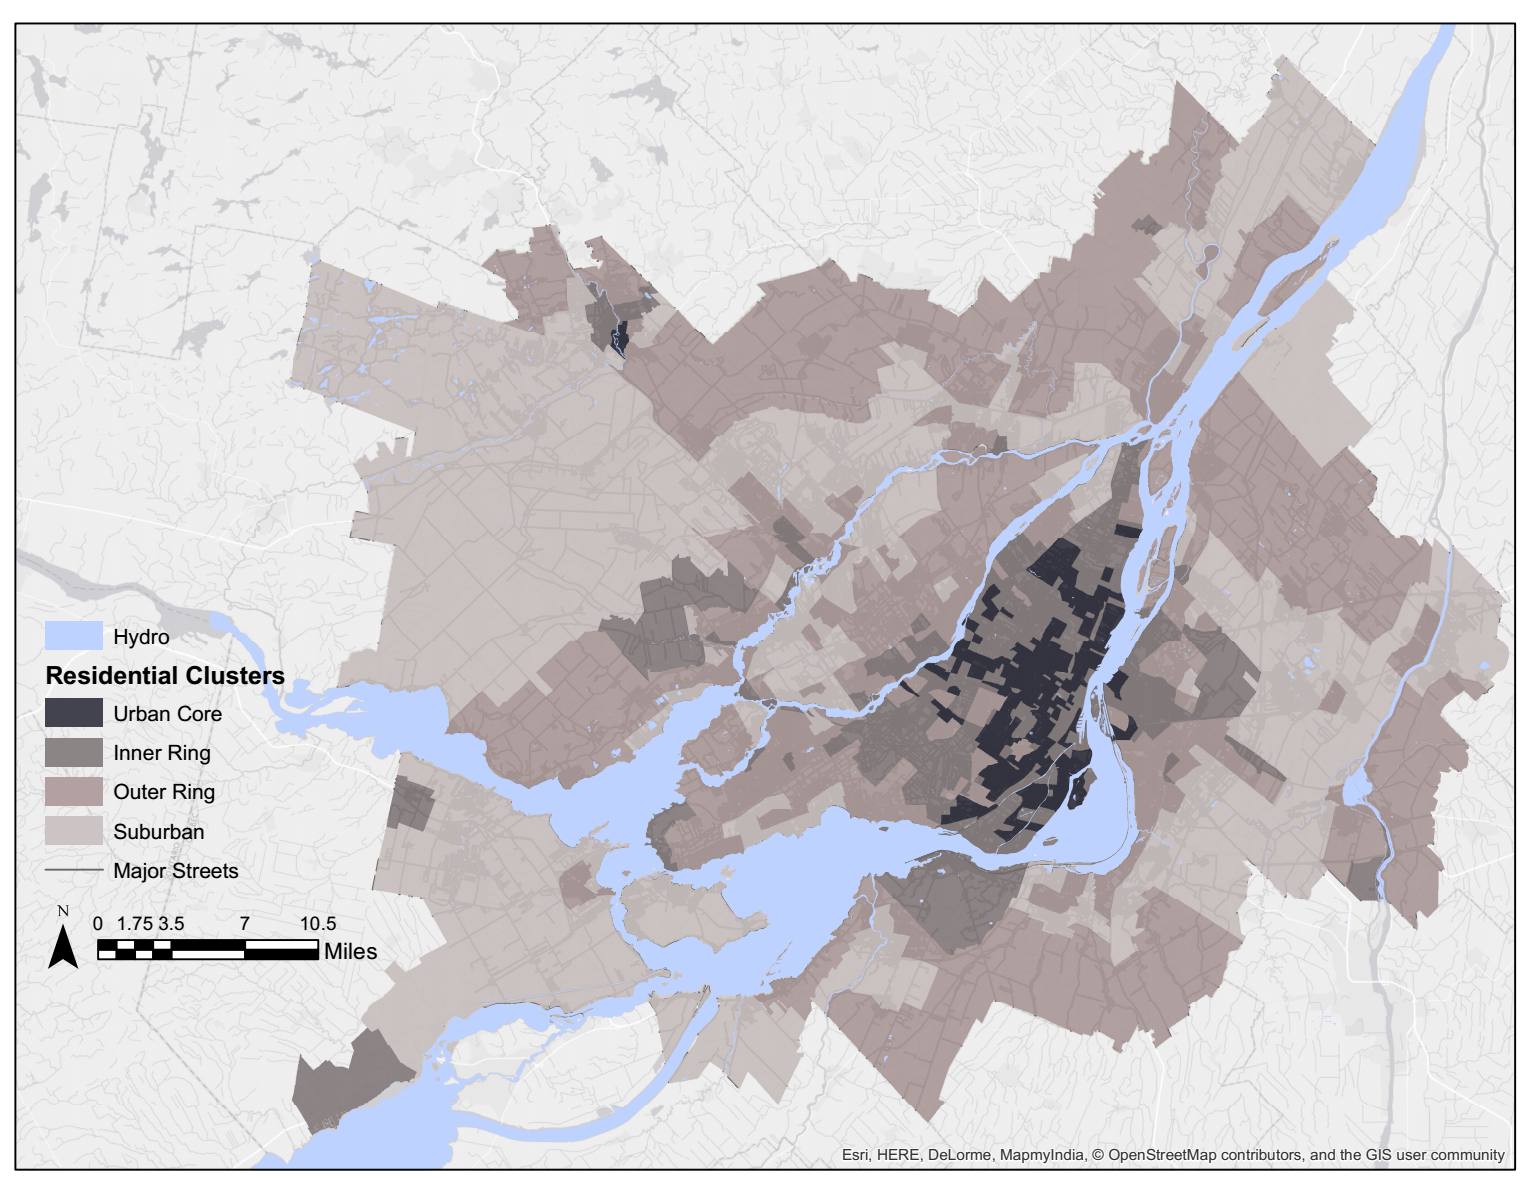 Hydro
Residential Clusters
Urban Core
Inner Ring
Outer Ring
Suburban
Major Streets
N
0 1.75 3.5 7 10.5
Miles
Esri, HERE, DeLorme, MapmyIndia, © OpenStreetMap contributors, and the GIS user community